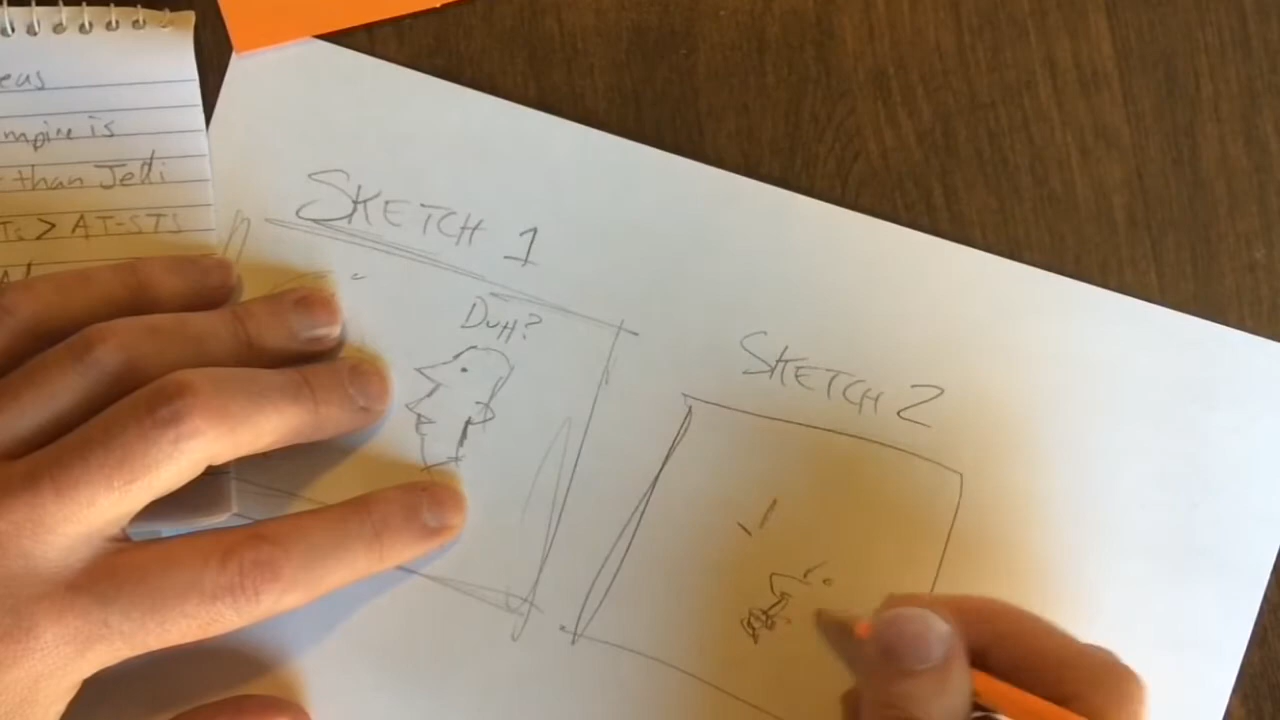 eus
mpire is
than Jedi
> AT-STS
SKETCH 1
DUH?
SKETCH 2